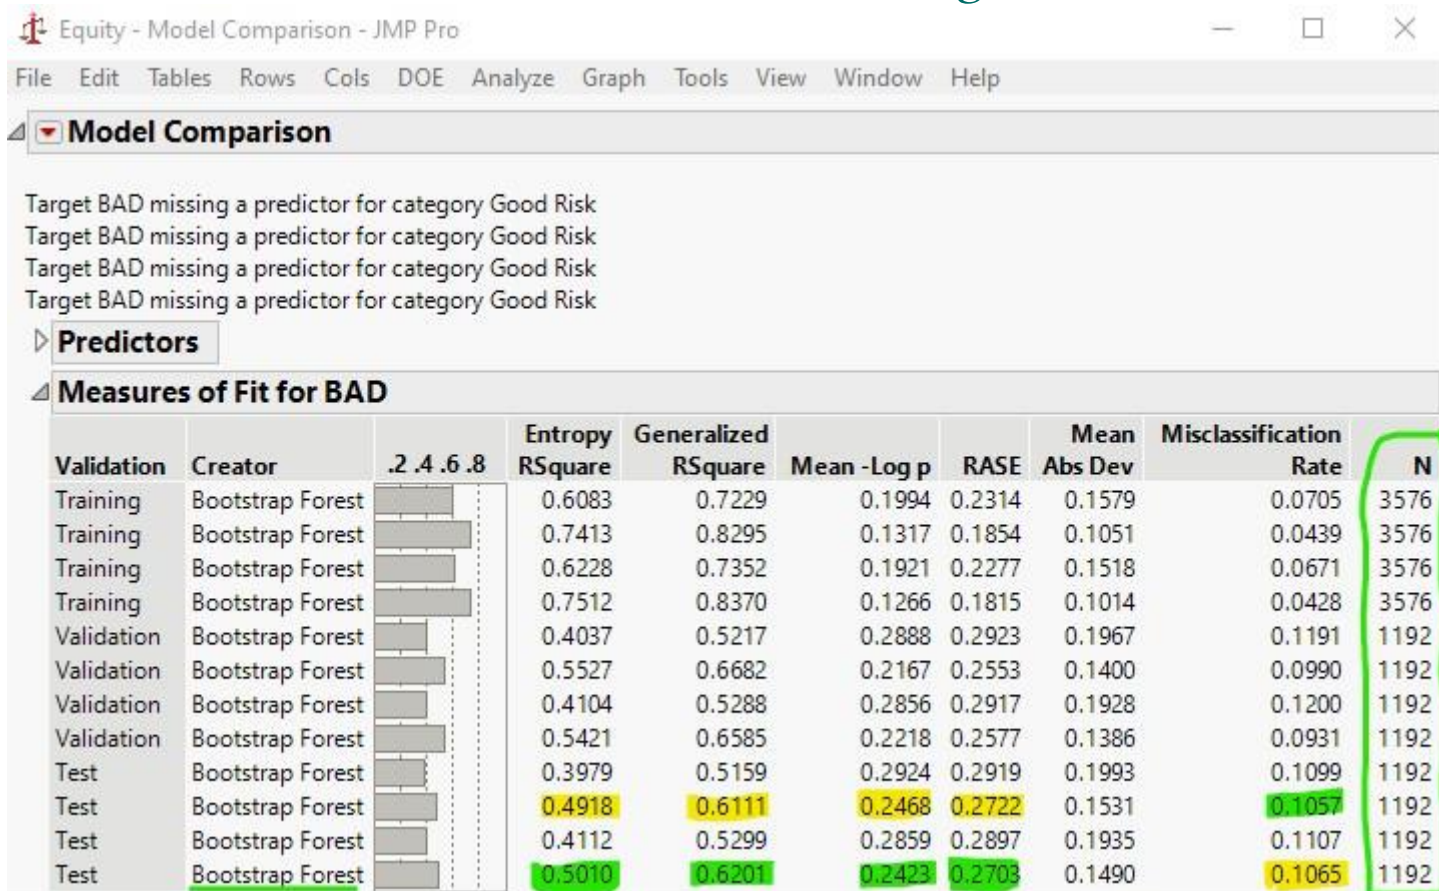 Equity - Model Comparison - JMP Pro
File Edit Tables Rows Cols DOE Analyze Graph Tools View Window Help
Model Comparison
Target BAD missing a predictor for category Good Risk
Target BAD missing a predictor for category Good Risk
Target BAD missing a predictor for category Good Risk
Target BAD missing a predictor for category Good Risk
Predictors
Measures of Fit for BAD
Validation Creator .2 .4 .6 .8 Entropy RSquare Generalized RSquare Mean -Log p RASE Mean Abs Dev Misclassification Rate N
Training Bootstrap Forest 0.6083 0.7229 0.1994 0.2314 0.1579 0.0705 3576
Training Bootstrap Forest 0.7413 0.8295 0.1317 0.1854 0.1051 0.0439 3576
Training Bootstrap Forest 0.6228 0.7352 0.1921 0.2277 0.1518 0.0671 3576
Training Bootstrap Forest 0.7512 0.8370 0.1266 0.1815 0.1014 0.0428 3576
Validation Bootstrap Forest 0.4037 0.5217 0.2888 0.2923 0.1967 0.1191 1192
Validation Bootstrap Forest 0.5527 0.6682 0.2167 0.2553 0.1400 0.0990 1192
Validation Bootstrap Forest 0.4104 0.5288 0.2856 0.2917 0.1928 0.1200 1192
Validation Bootstrap Forest 0.5421 0.6585 0.2218 0.2577 0.1386 0.0931 1192
Test Bootstrap Forest 0.3979 0.5159 0.2924 0.2919 0.1993 0.1099 1192
Test Bootstrap Forest 0.4918 0.6111 0.2468 0.2722 0.1531 0.1057 1192
Test Bootstrap Forest 0.4112 0.5299 0.2859 0.2897 0.1935 0.1107 1192
Test Bootstrap Forest 0.5010 0.6201 0.2423 0.2703 0.1490 0.1065 1192